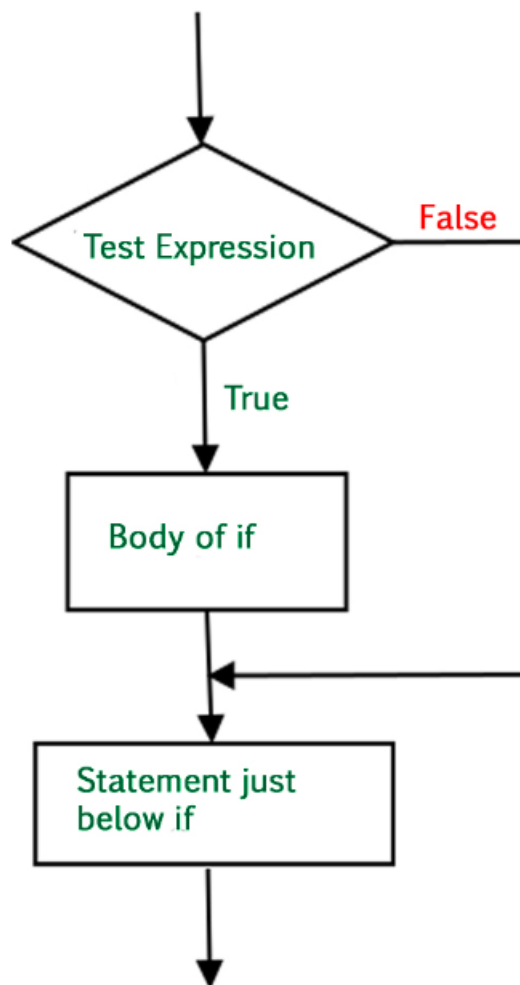 Test Expression
False
True
Body of if
Statement just
below if